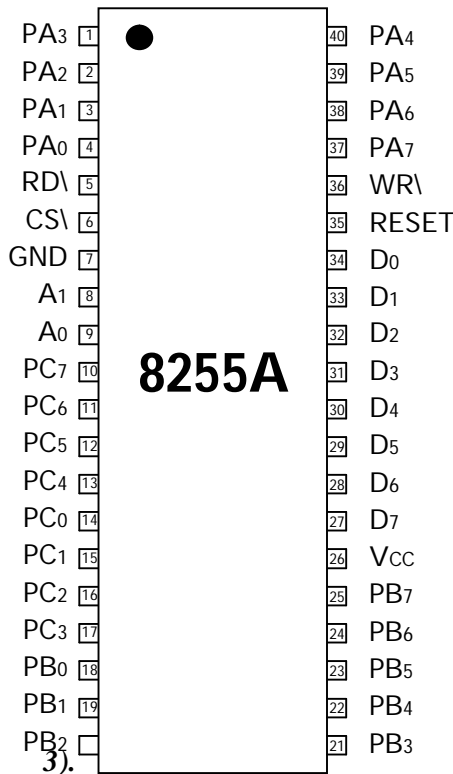 PA3 1 40 PA4
PA2 2 39 PA5
PA1 3 38 PA6
PA0 4 37 PA7
RD\ 5 36 WR\
CS\ 6 35 RESET
GND 7 34 D0
A1 8 33 D1
A0 9 32 D2
PC7 10 8255A 31 D3
PC6 11 30 D4
PC5 12 29 D5
PC4 13 28 D6
PC0 14 27 D7
PC1 15 26 VCC
PC2 16 25 PB7
PC3 17 24 PB6
PB0 18 23 PB5
PB1 19 22 PB4
PB2 21 PB3
3).